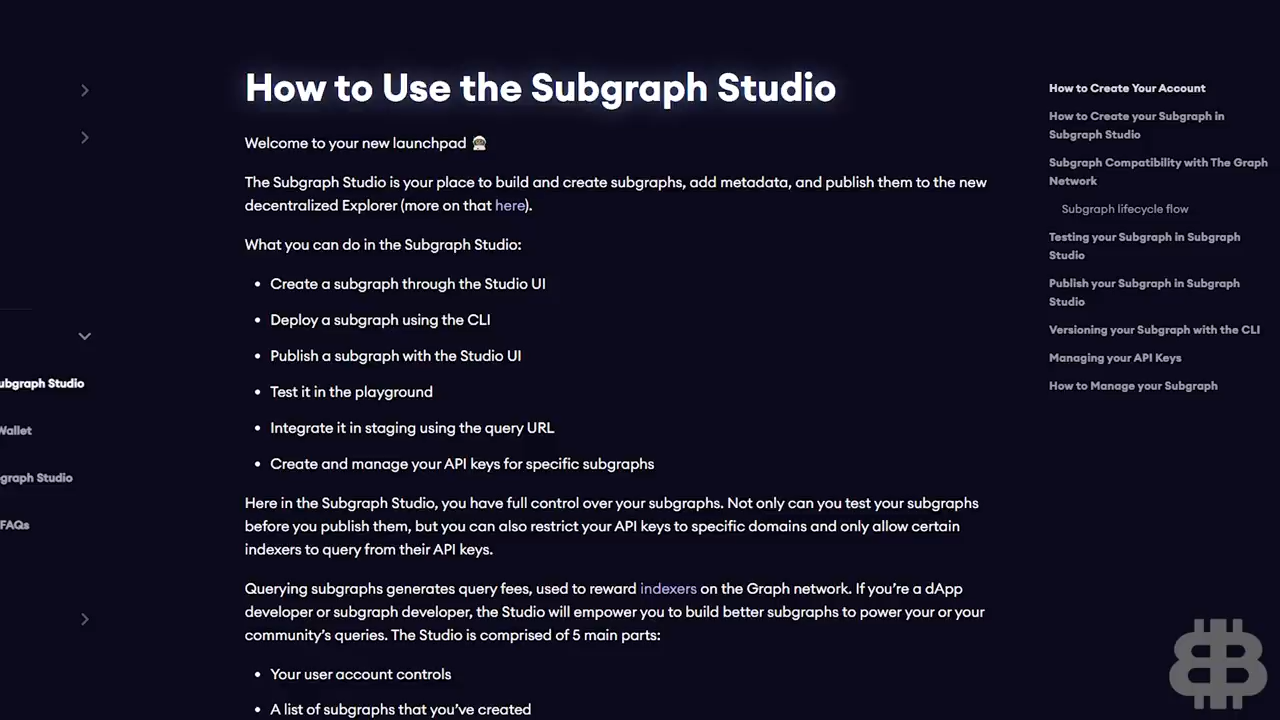 How to Use the Subgraph Studio
Welcome to your new launchpad 👩‍🚀
The Subgraph Studio is your place to build and create subgraphs, add metadata, and publish them to the new
decentralized Explorer (more on that here).
What you can do in the Subgraph Studio:
• Create a subgraph through the Studio UI
• Deploy a subgraph using the CLI
• Publish a subgraph with the Studio UI
• Test it in the playground
• Integrate it in staging using the query URL
• Create and manage your API keys for specific subgraphs
Here in the Subgraph Studio, you have full control over your subgraphs. Not only can you test your subgraphs
before you publish them, but you can also restrict your API keys to specific domains and only allow certain
indexers to query from their API keys.
Querying subgraphs generates query fees, used to reward indexers on the Graph network. If you’re a dApp
developer or subgraph developer, the Studio will empower you to build better subgraphs to power your or your
community’s queries. The Studio is comprised of 5 main parts:
• Your user account controls
• A list of subgraphs that you’ve created
ubgraph Studio
Wallet
graph Studio
FAQs
How to Create Your Account
How to Create your Subgraph in
Subgraph Studio
Subgraph Compatibility with The Graph
Network
Subgraph lifecycle flow
Testing your Subgraph in Subgraph
Studio
Publish your Subgraph in Subgraph
Studio
Versioning your Subgraph with the CLI
Managing your API Keys
How to Manage your Subgraph